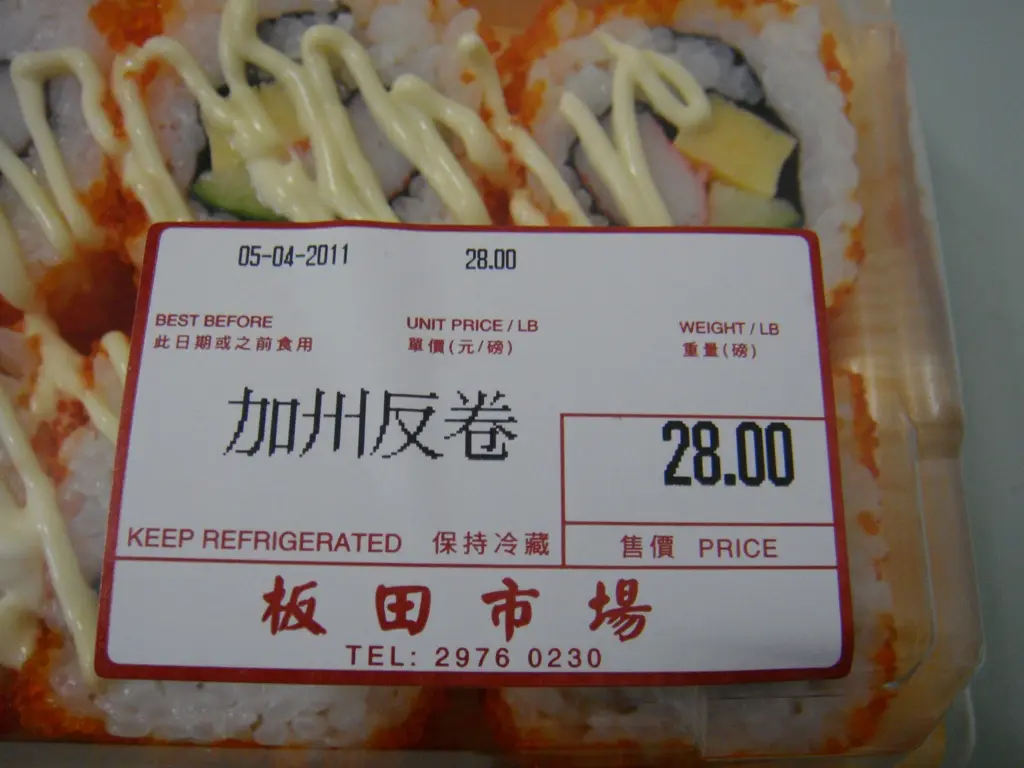 05-04-2011 28.00
BEST BEFORE UNIT PRICE / LB WEIGHT / LB
此日期或之前食用 單價(元/磅) 重量(磅)
加州反卷
28.00
KEEP REFRIGERATED 保持冷藏 售價 PRICE
板田市場
TEL: 2976 0230